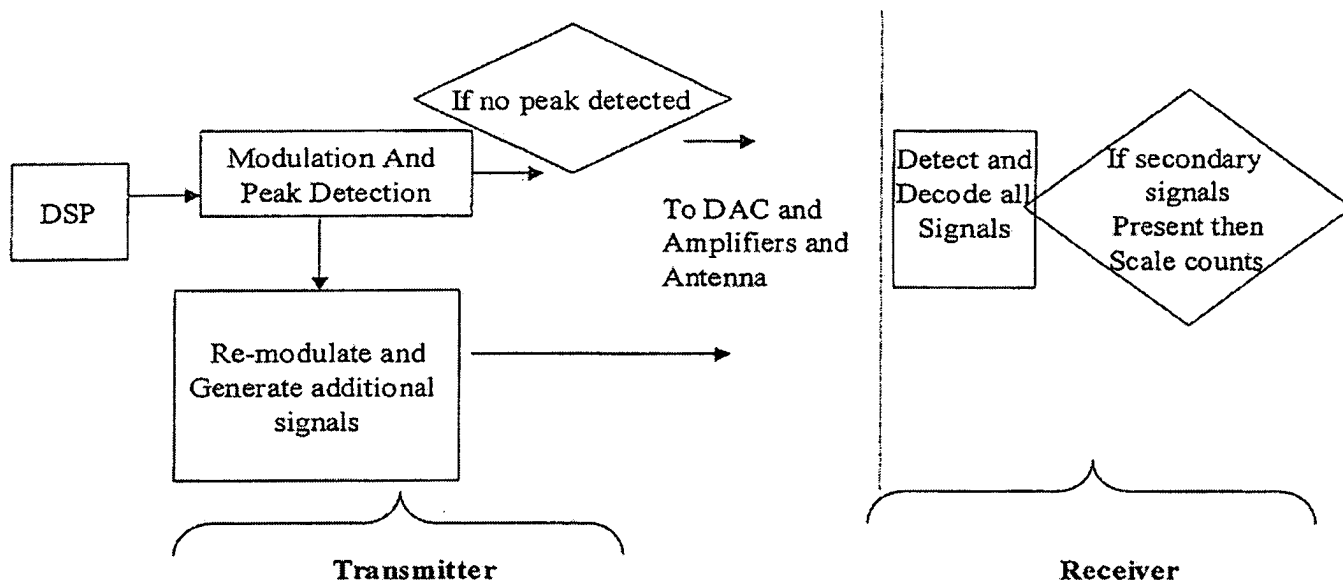 If no peak detected
Modulation And
Peak Detection
DSP
To DAC and
Amplifiers and
Antenna
Re-modulate and
Generate additional
signals
Transmitter
Detect and
Decode all
Signals
If secondary
signals
Present then
Scale counts
Receiver